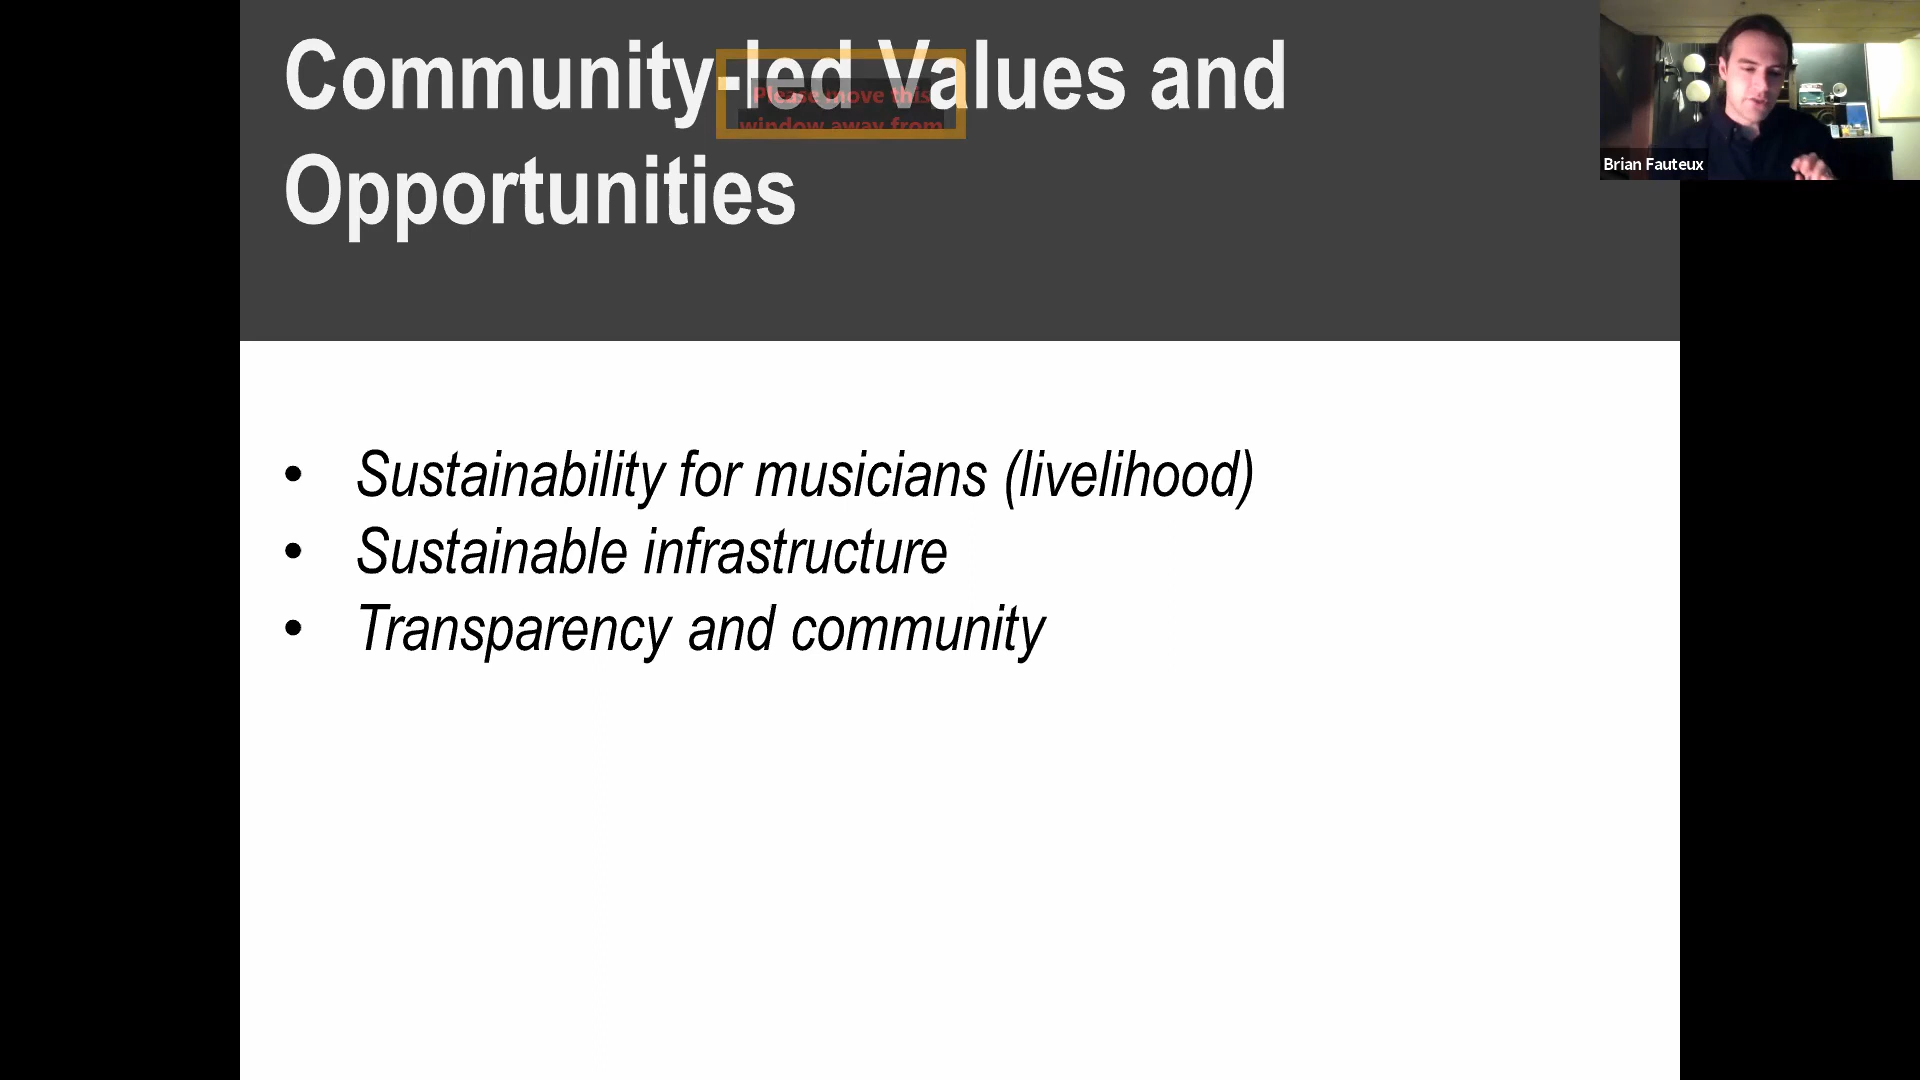 Community-led Values and
Opportunities
Please move this
window away from
Brian Fauteux
• Sustainability for musicians (livelihood)
• Sustainable infrastructure
• Transparency and community